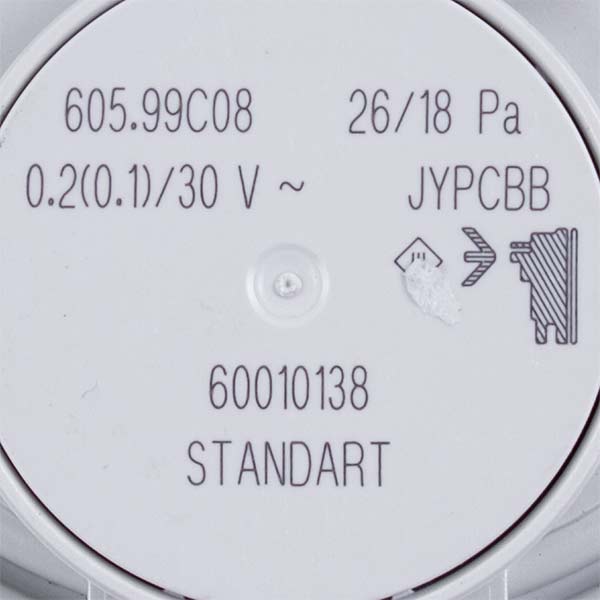 605.99C08 26/18 Pa
0.2(0.1)/30 V ~ JYPCBB
60010138
STANDART